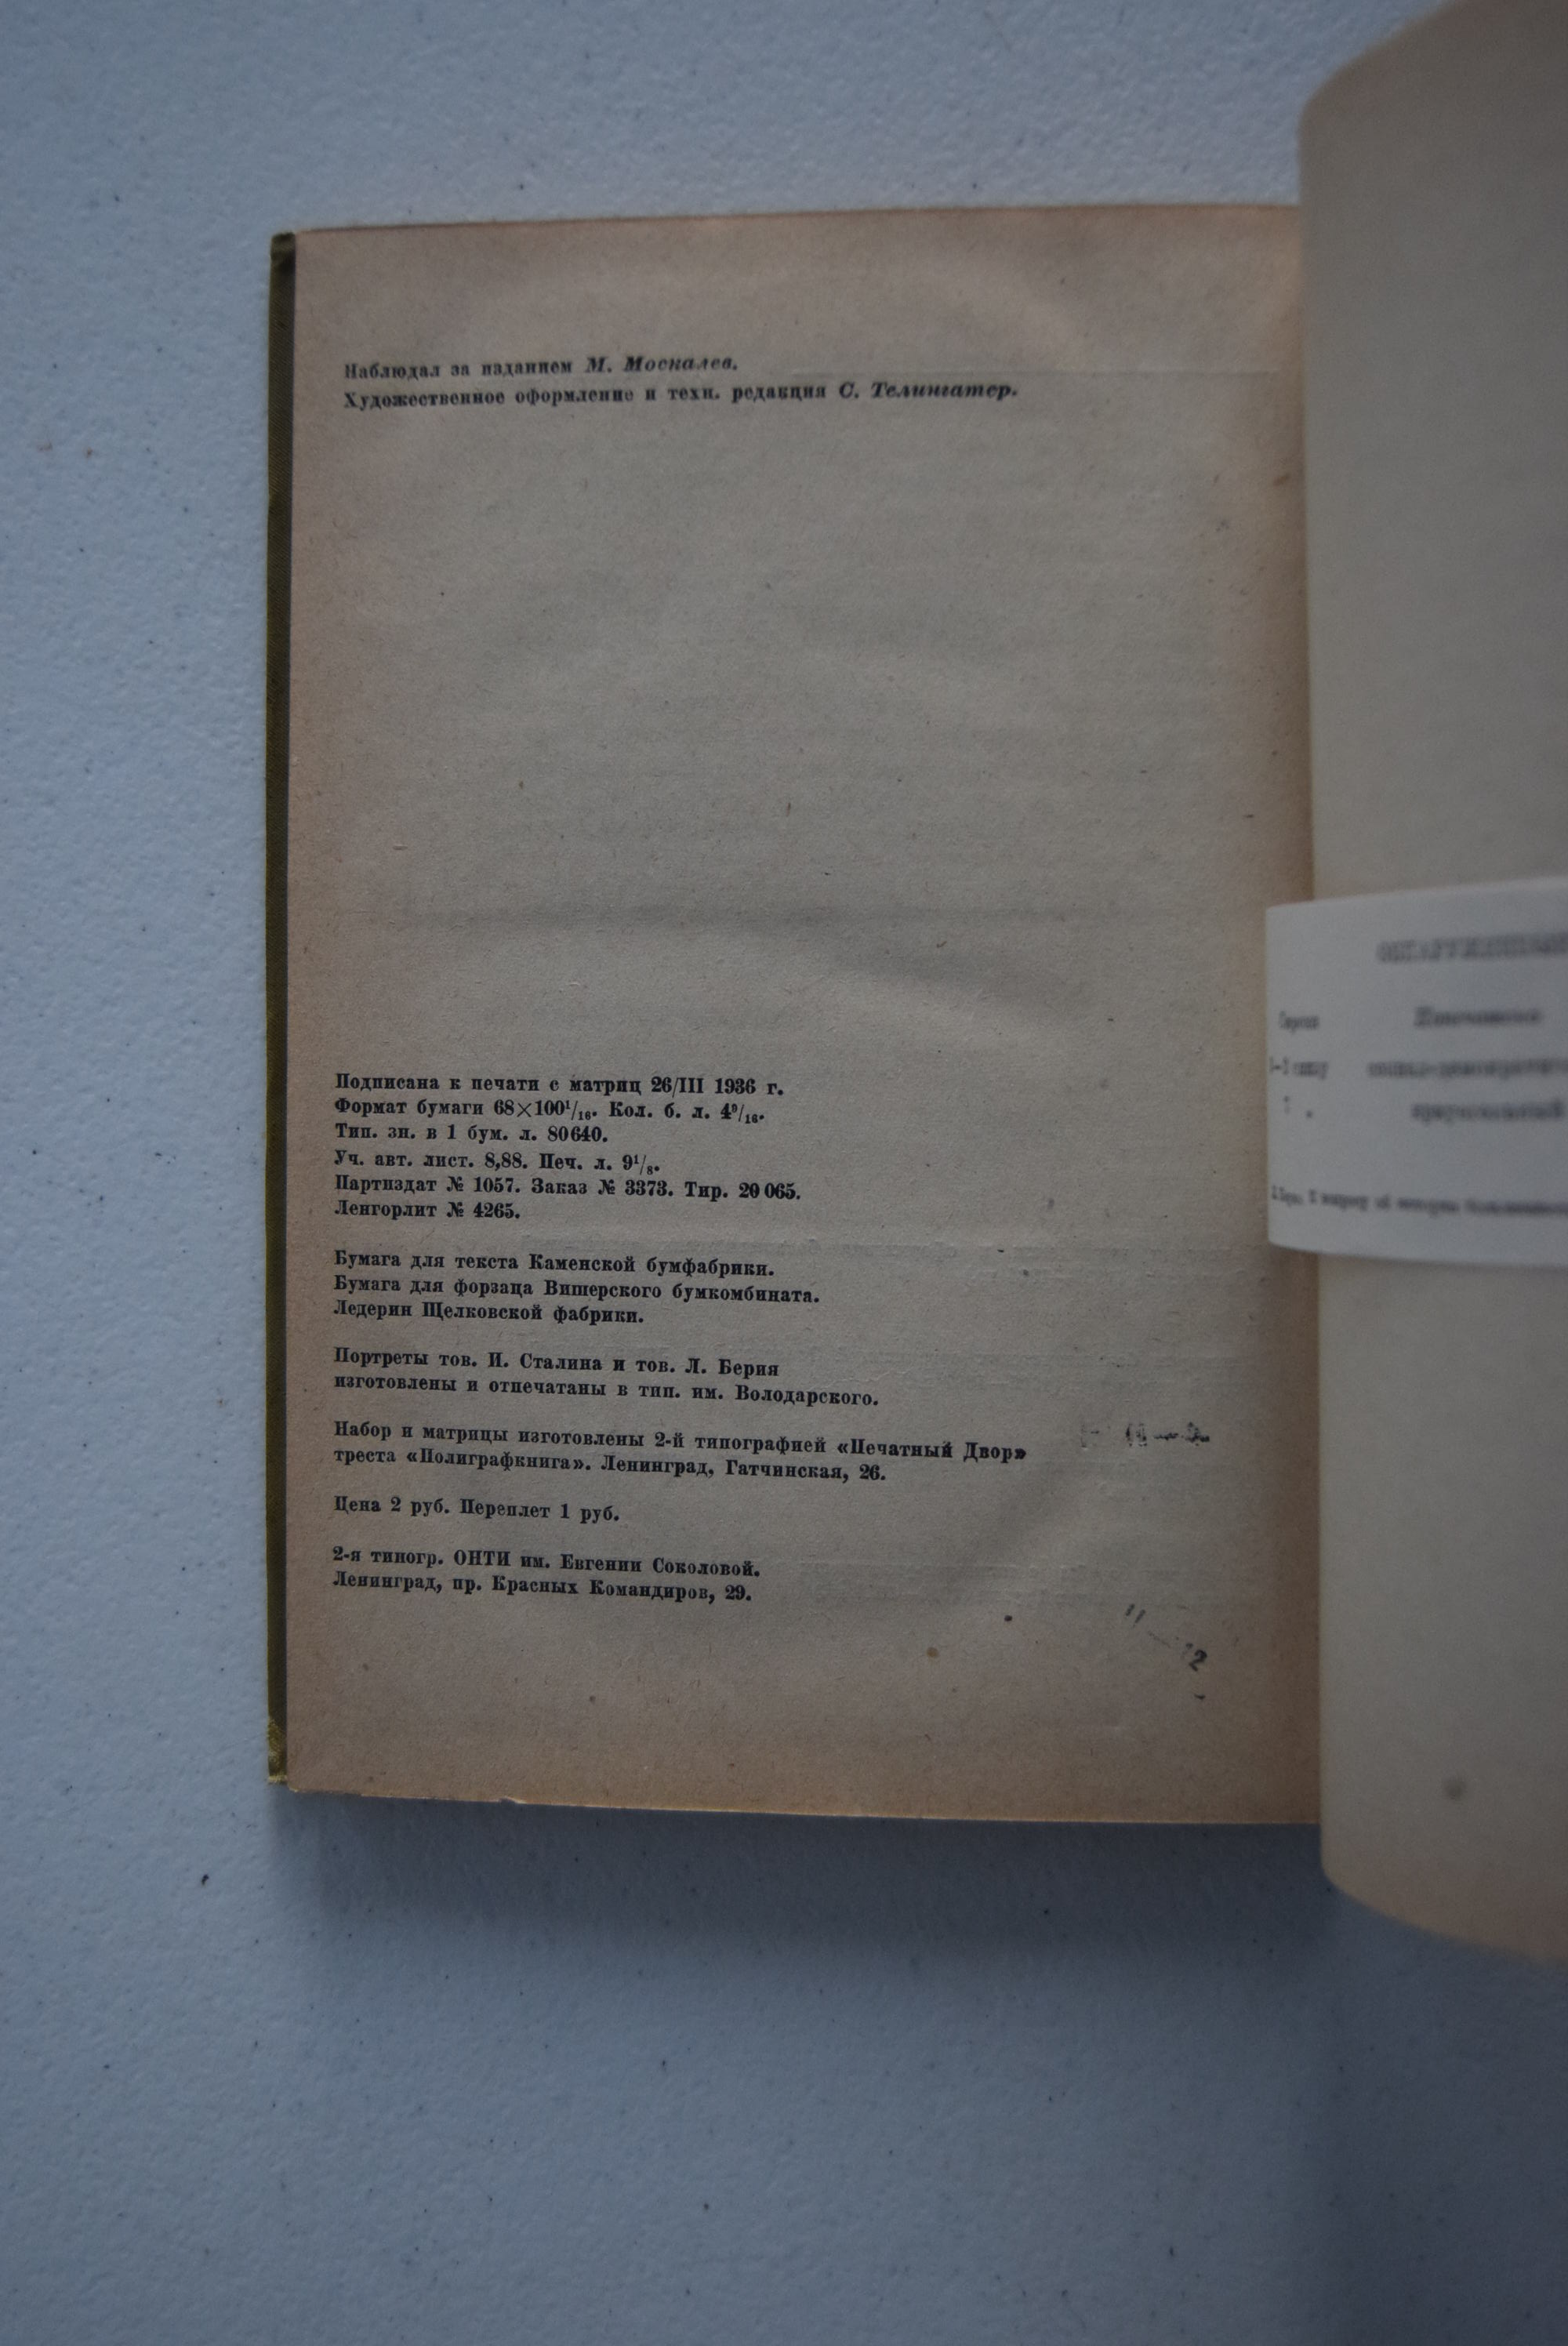 Наблюдал за изданием М. Москалев.
Художественное оформление и техн. редакция С. Телингатер.
Подписана к печати с матриц 26/III 1936 г.
Формат бумаги 68×100¹/₁₆. Кол. б. л. 4⁹/₁₆.
Тип. зн. в 1 бум. л. 80640.
Уч. авт. лист. 8,88. Печ. л. 9¹/₈.
Партиздат № 1057. Заказ № 3373. Тир. 20 065.
Ленгорлит № 4265.
Бумага для текста Каменской бумфабрики.
Бумага для форзаца Вишерского бумкомбината.
Ледерин Щелковской фабрики.
Портреты тов. И. Сталина и тов. Л. Берия
изготовлены и отпечатаны в тип. им. Володарского.
Набор и матрицы изготовлены 2-й типографией «Печатный Двор»
треста «Полиграфкнига». Ленинград, Гатчинская, 26.
Цена 2 руб. Переплет 1 руб.
2-я типогр. ОНТИ им. Евгении Соколовой.
Ленинград, пр. Красных Командиров, 29.